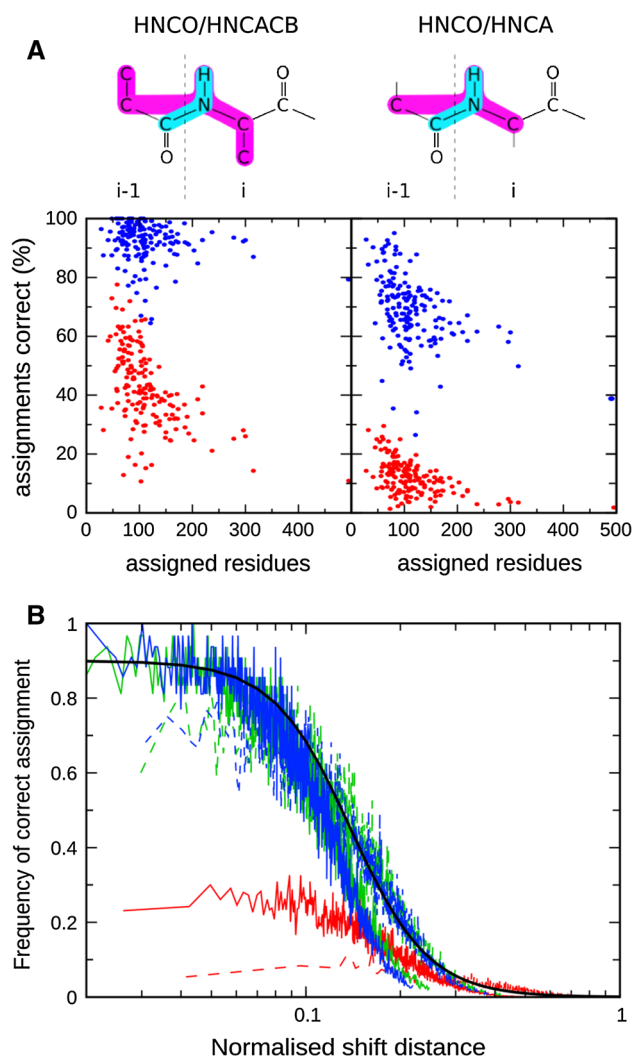 A
HNCO/HNCACB
HNCO/HNCA
C H O
C N C C
C C
O
i-1 i
H O
C N C
C C
O
i-1 i
assignments correct (%)
100
80
60
40
20
0
0 100 200 300 400
0 100 200 300 400 500
assigned residues
assigned residues
B
Frequency of correct assignment
1
0.8
0.6
0.4
0.2
0
0.1 1
Normalised shift distance